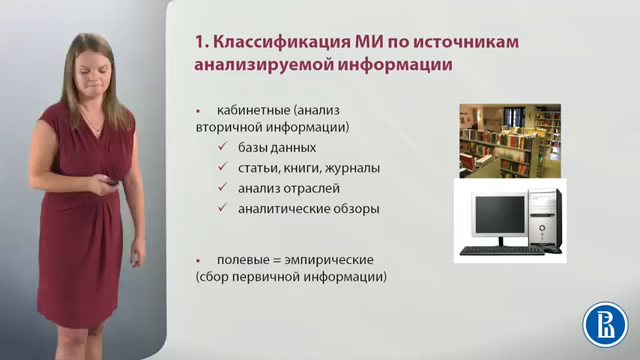 1. Классификация МИ по источникам
анализируемой информации
• кабинетные (анализ
вторичной информации)
✓ базы данных
✓ статьи, книги, журналы
✓ анализ отраслей
✓ аналитические обзоры
• полевые = эмпирические
(сбор первичной информации)